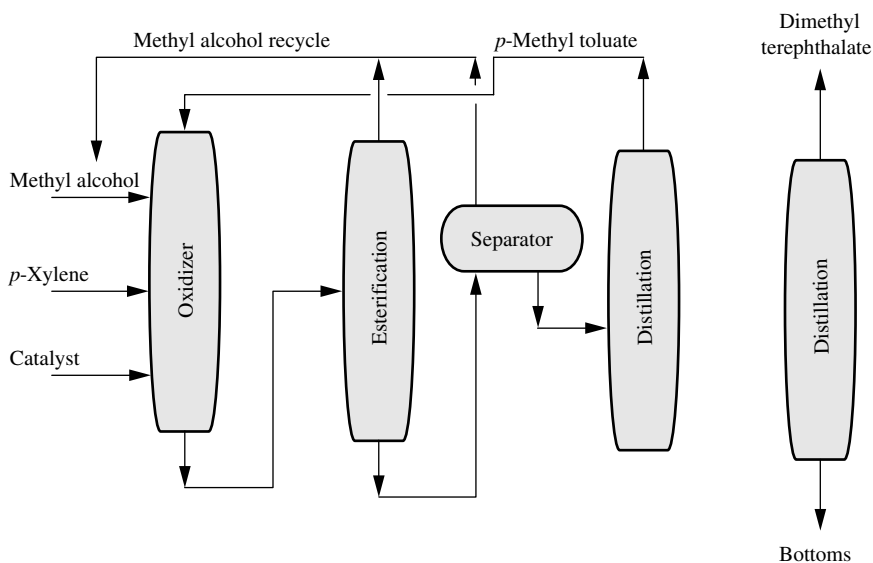 Dimethyl
terephthalate
Methyl alcohol recycle
p-Methyl toluate
Methyl alcohol
p-Xylene
Catalyst
Oxidizer
Esterification
Separator
Distillation
Distillation
Bottoms